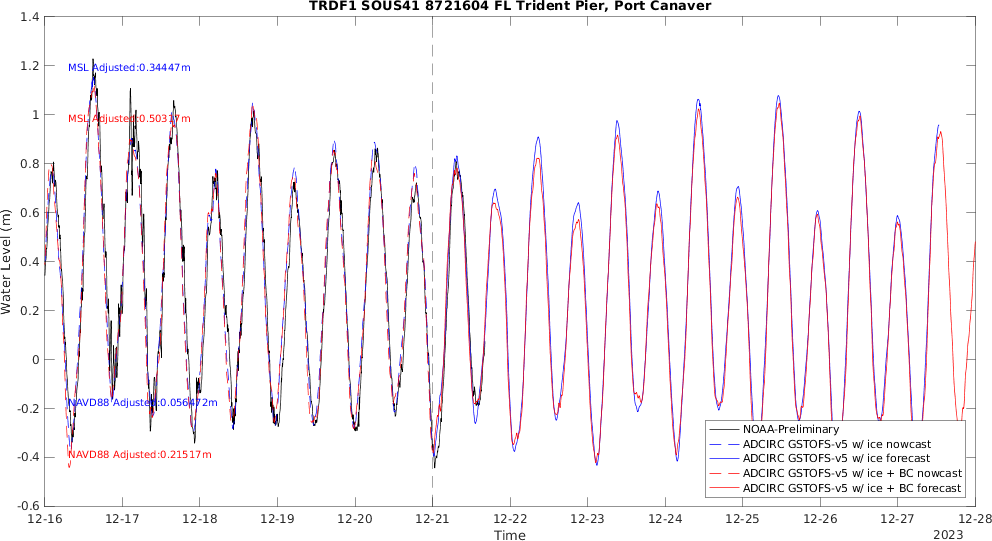 TRDF1 SOUS41 8721604 FL Trident Pier, Port Canaver
1.4
1.2
1
0.8
0.6
0.4
0.2
0
-0.2
-0.4
-0.6
Water Level (m)
MSL Adjusted:0.34447m
MSL Adjusted:0.50317m
NAVD88 Adjusted:0.056472m
NAVD88 Adjusted:0.21517m
NOAA-Preliminary
ADCIRC GSTOFS-v5 w/ ice nowcast
ADCIRC GSTOFS-v5 w/ ice forecast
ADCIRC GSTOFS-v5 w/ ice + BC nowcast
ADCIRC GSTOFS-v5 w/ ice + BC forecast
12-16 12-17 12-18 12-19 12-20 12-21 12-22 12-23 12-24 12-25 12-26 12-27 12-28
Time
2023